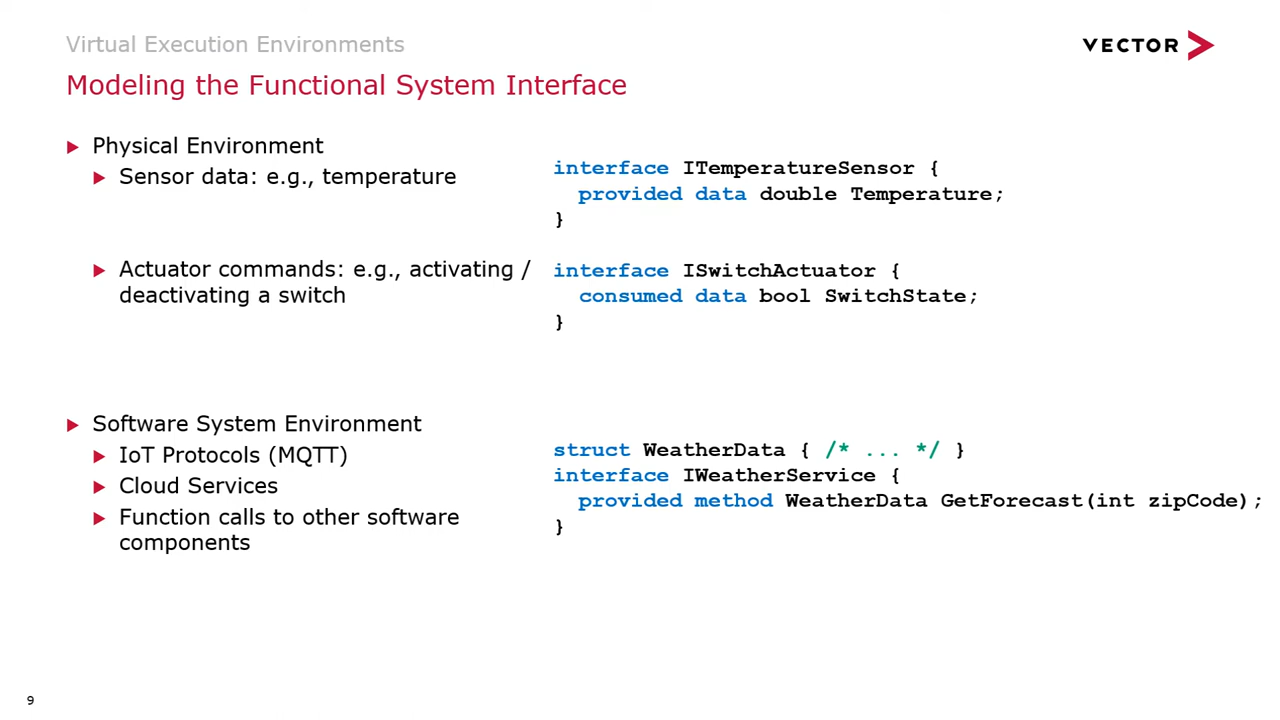 Virtual Execution Environments
VECTOR
Modeling the Functional System Interface
Physical Environment
Sensor data: e.g., temperature
interface ITemperatureSensor {
provided data double Temperature;
}
Actuator commands: e.g., activating /
deactivating a switch
interface ISwitchActuator {
consumed data bool SwitchState;
}
Software System Environment
IoT Protocols (MQTT)
Cloud Services
Function calls to other software
components
struct WeatherData { /* ... */ }
interface IWeatherService {
provided method WeatherData GetForecast(int zipCode);
}
9